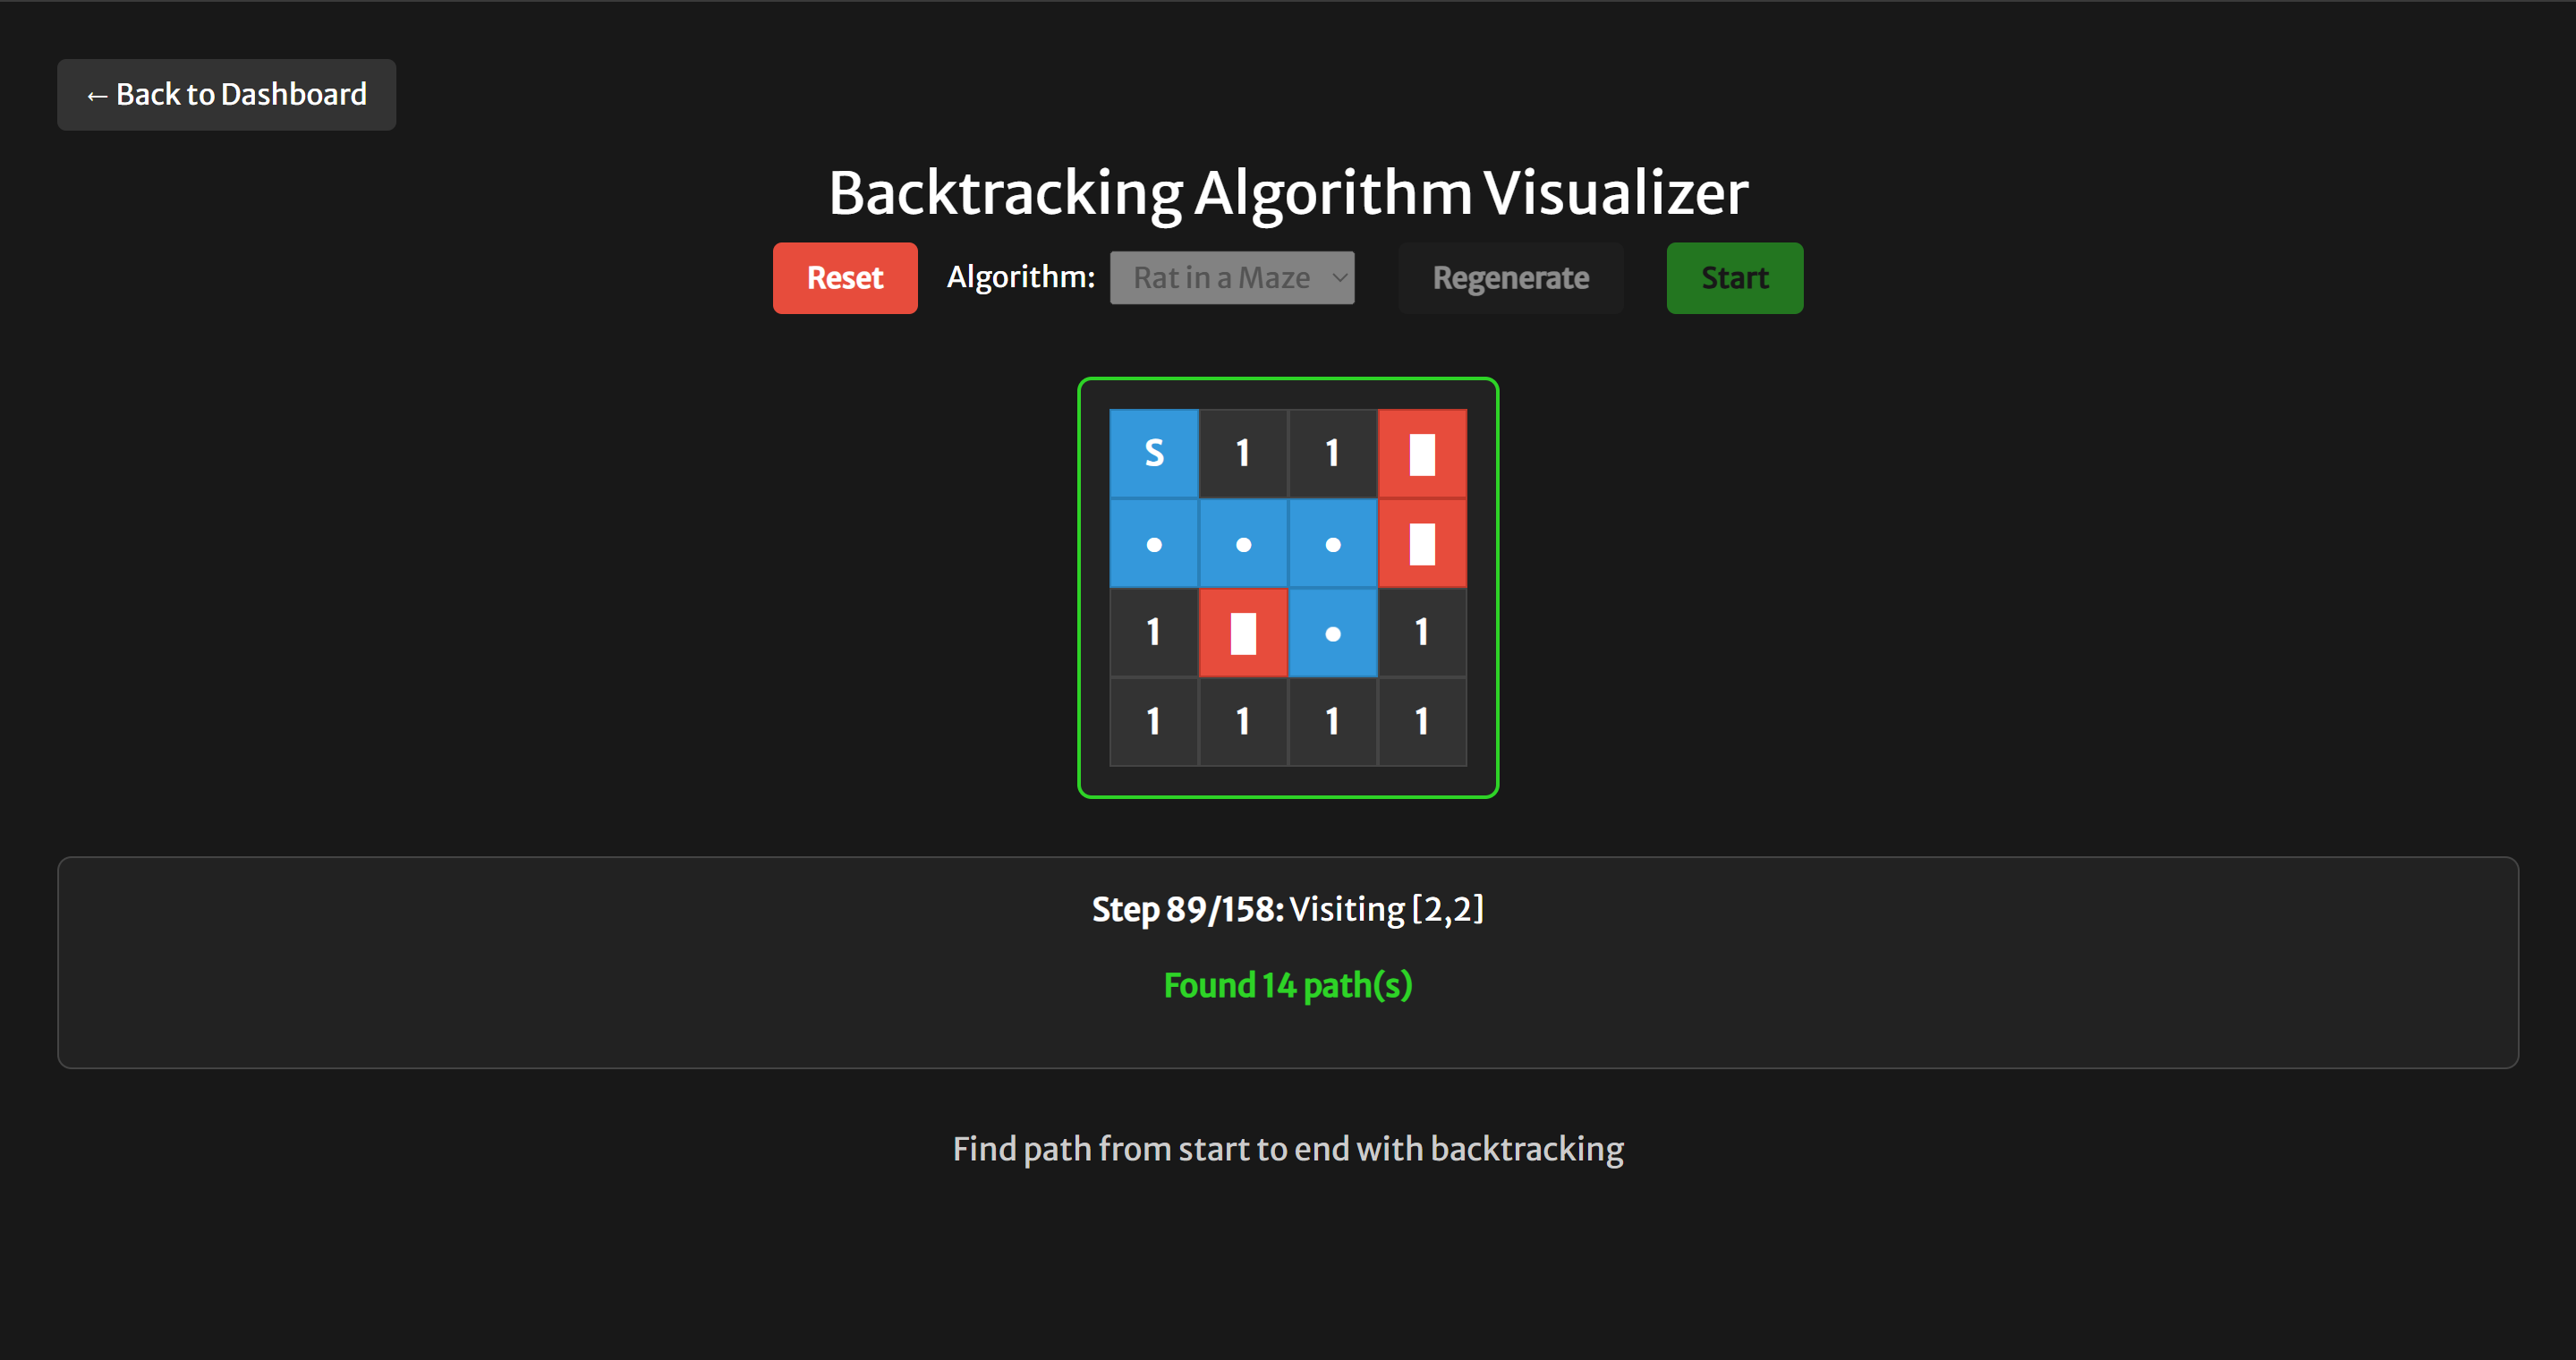 ← Back to Dashboard
Backtracking Algorithm Visualizer
Reset Algorithm: Rat in a Maze Regenerate Start
S 1 1 █
• • • █
1 █ • 1
1 1 1 1
Step 89/158: Visiting [2,2]
Found 14 path(s)
Find path from start to end with backtracking